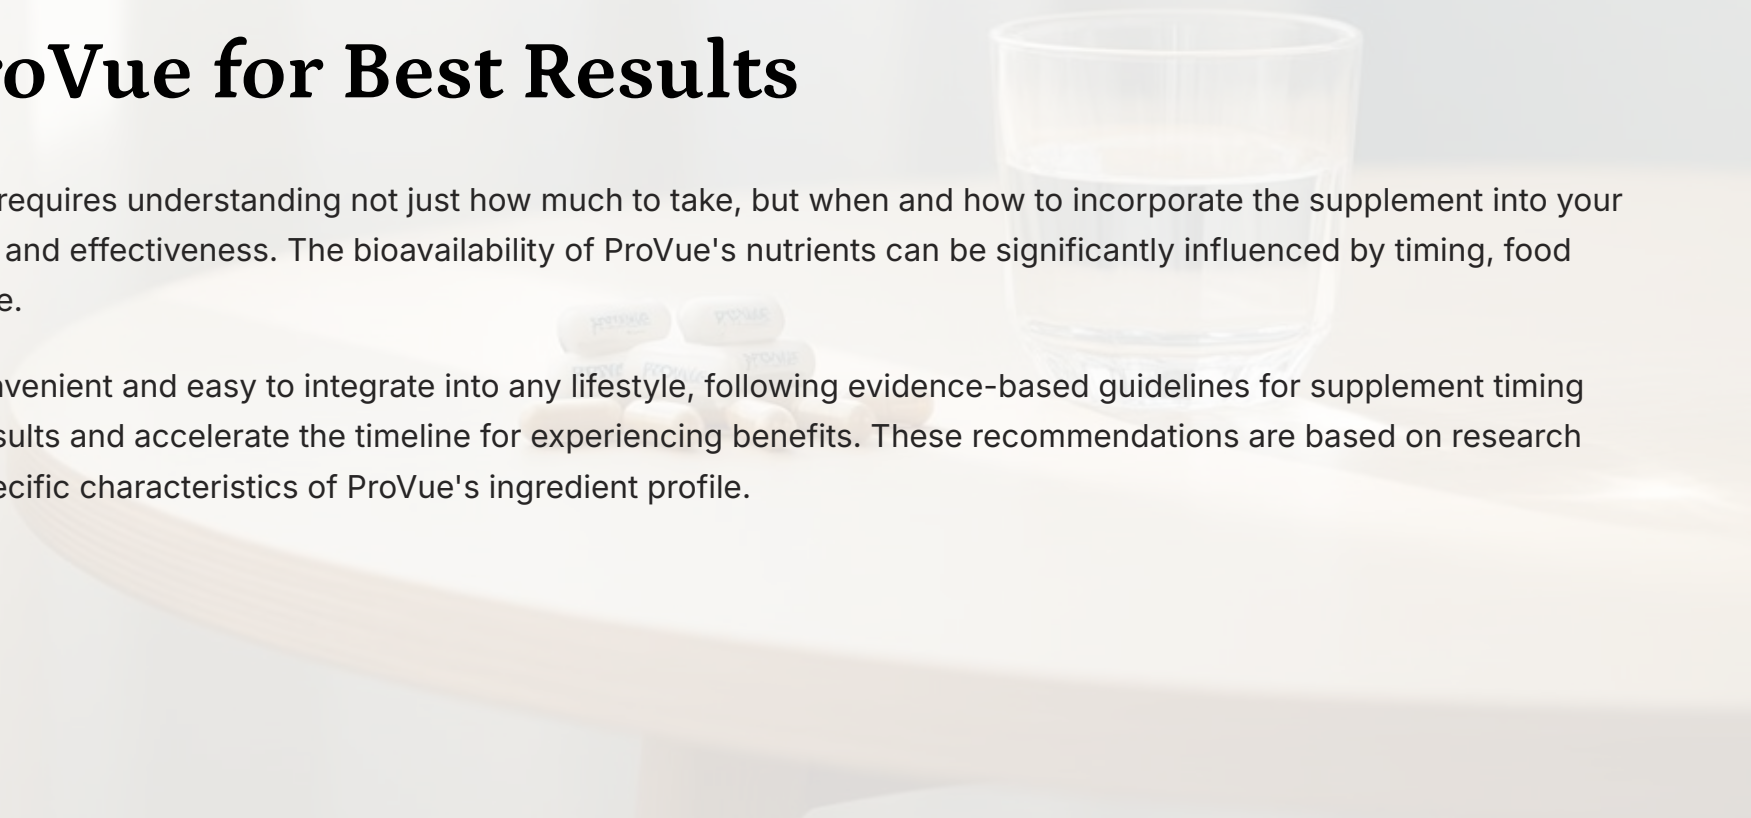 oVue for Best Results
requires understanding not just how much to take, but when and how to incorporate the supplement into your
and effectiveness. The bioavailability of ProVue's nutrients can be significantly influenced by timing, food
e.
nvenient and easy to integrate into any lifestyle, following evidence-based guidelines for supplement timing
sults and accelerate the timeline for experiencing benefits. These recommendations are based on research
ecific characteristics of ProVue's ingredient profile.